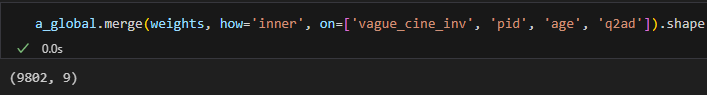 a_global.merge(weights, how='inner', on=['vague_cine_inv', 'pid', 'age', 'q2ad']).shape
✓ 0.0s
(9802, 9)